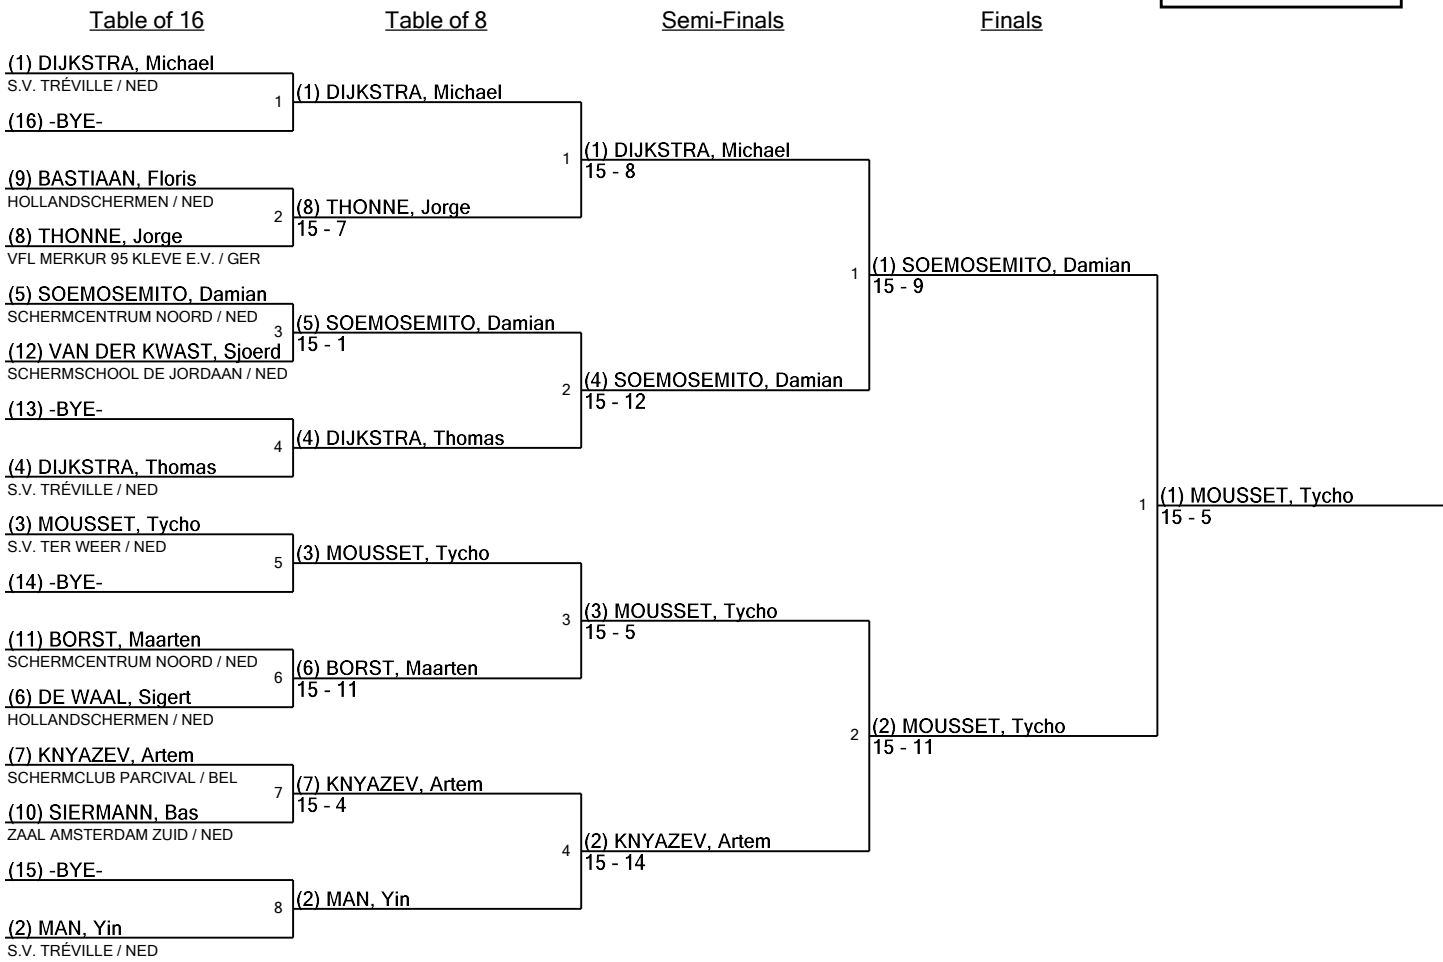 Table of 16
Table of 8
Semi-Finals
Finals
(1) DIJKSTRA, Michael
S.V. TRÉVILLE / NED
1
(16) -BYE-
(9) BASTIAAN, Floris
HOLLANDSCHERMEN / NED
2
(8) THONNE, Jorge
VFL MERKUR 95 KLEVE E.V. / GER
(5) SOEMOSEMITO, Damian
SCHERMCENTRUM NOORD / NED
3
(12) VAN DER KWAST, Sjoerd
SCHERMSCHOOL DE JORDAAN / NED
(13) -BYE-
4
(4) DIJKSTRA, Thomas
S.V. TRÉVILLE / NED
(3) MOUSSET, Tycho
S.V. TER WEER / NED
5
(14) -BYE-
(11) BORST, Maarten
SCHERMCENTRUM NOORD / NED
6
(6) DE WAAL, Sigert
HOLLANDSCHERMEN / NED
(7) KNYAZEV, Artem
SCHERMCLUB PARCIVAL / BEL
7
(10) SIERMANN, Bas
ZAAL AMSTERDAM ZUID / NED
(15) -BYE-
8
(2) MAN, Yin
S.V. TRÉVILLE / NED
(1) DIJKSTRA, Michael
1
(8) THONNE, Jorge
15 - 7
(5) SOEMOSEMITO, Damian
15 - 1
2
(4) DIJKSTRA, Thomas
(3) MOUSSET, Tycho
3
(6) BORST, Maarten
15 - 11
(7) KNYAZEV, Artem
15 - 4
4
(2) MAN, Yin
(1) DIJKSTRA, Michael
15 - 8
1
(4) SOEMOSEMITO, Damian
15 - 12
(3) MOUSSET, Tycho
15 - 5
2
(2) KNYAZEV, Artem
15 - 14
(1) SOEMOSEMITO, Damian
15 - 9
1
(2) MOUSSET, Tycho
15 - 11
(1) MOUSSET, Tycho
15 - 5